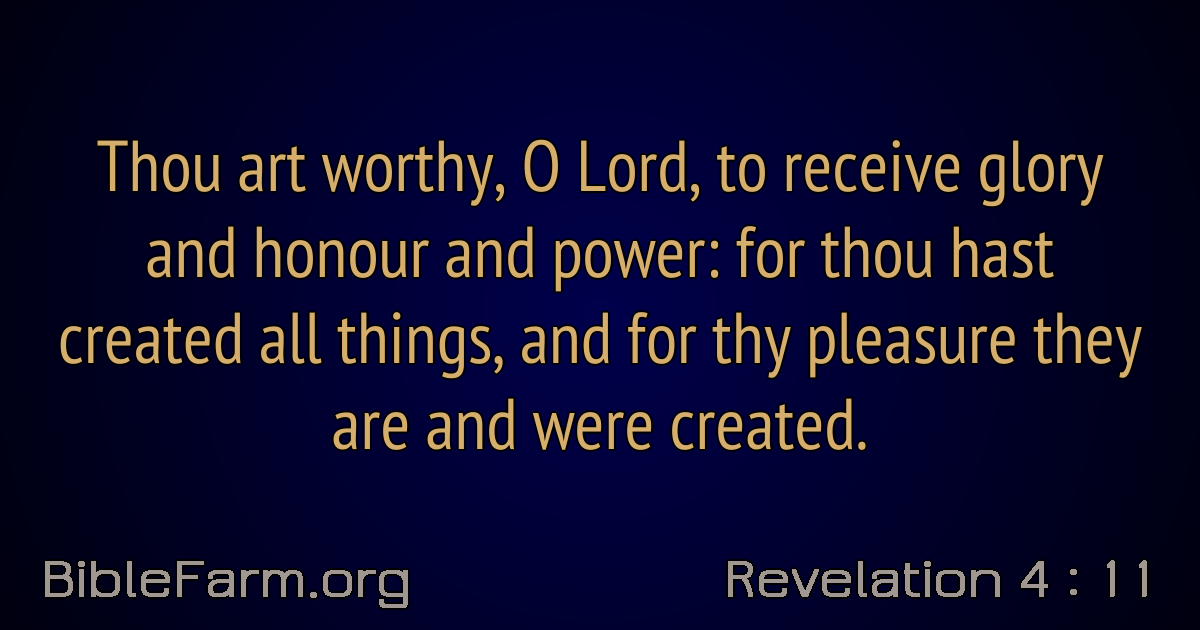 Thou art worthy, O Lord, to receive glory
and honour and power: for thou hast
created all things, and for thy pleasure they
are and were created.
BibleFarm.org
Revelation 4 : 11